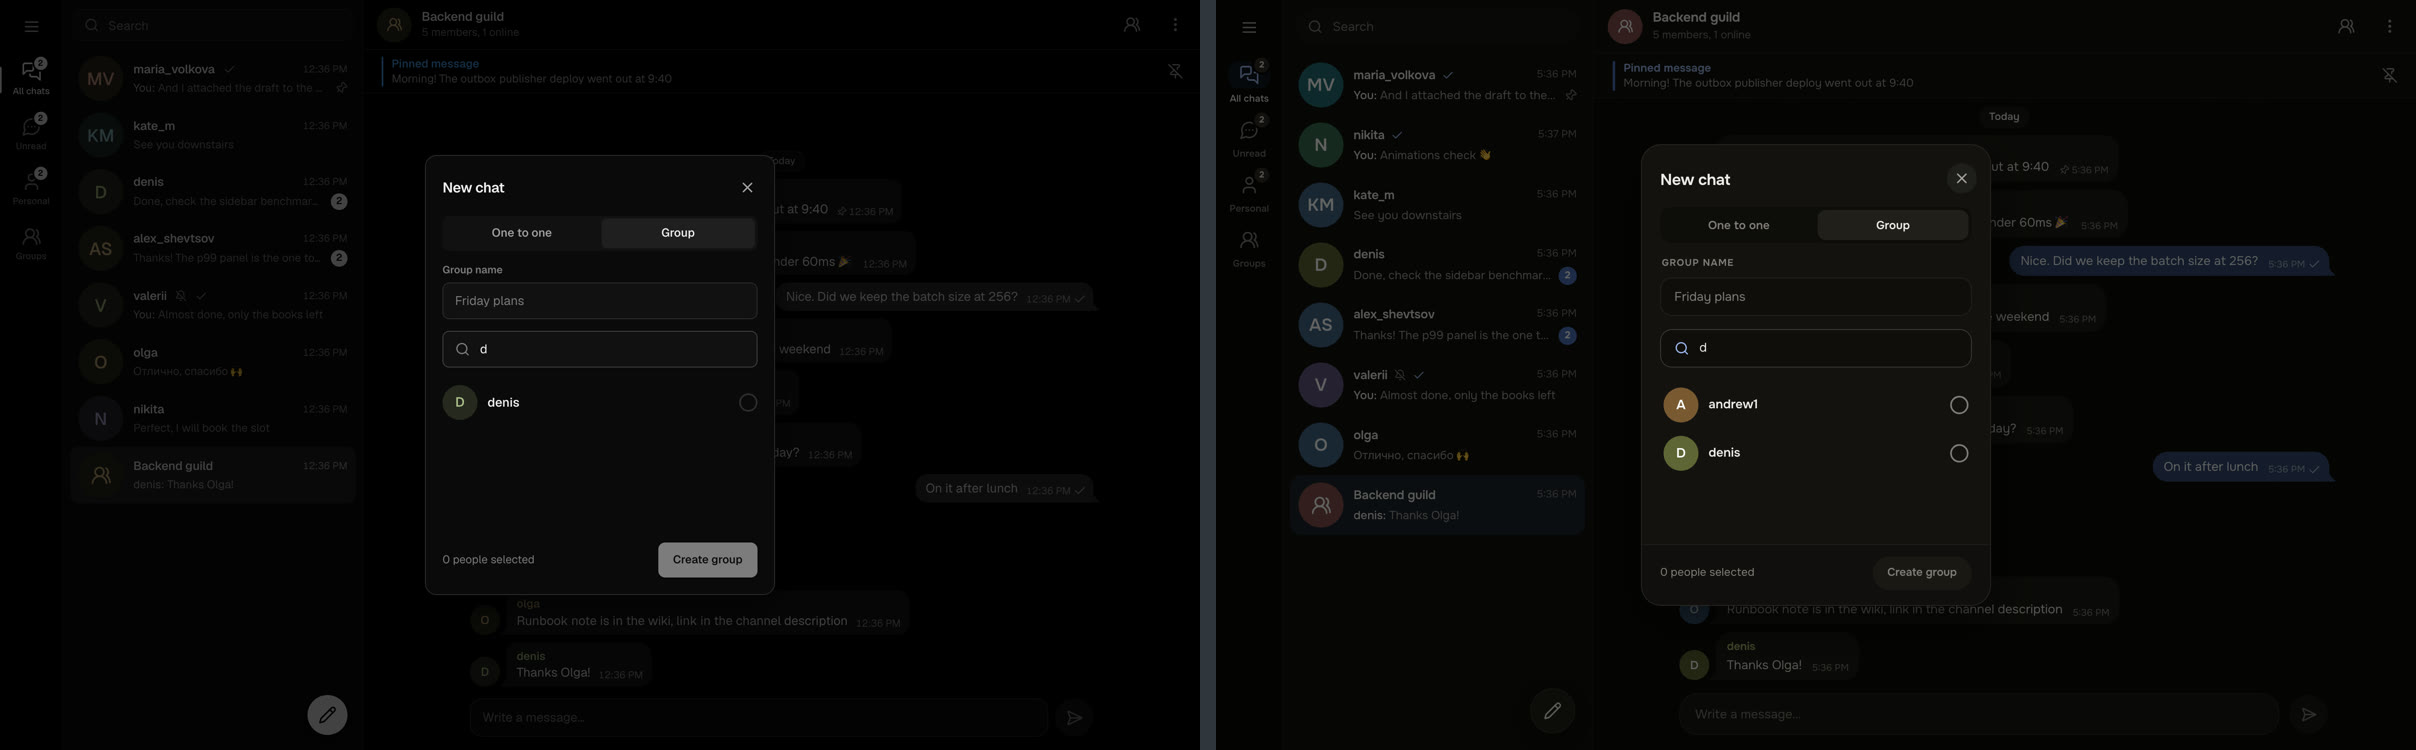 Search
Backend guild
5 members, 1 online
2
All chats
2
Unread
2
Personal
Groups
MV
maria_volkova
12:36 PM
You: And I attached the draft to the ...
KM
kate_m
12:36 PM
See you downstairs
D
denis
12:36 PM
Done, check the sidebar benchmar...
2
AS
alex_shevtsov
12:36 PM
Thanks! The p99 panel is the one to...
2
V
valerii
12:36 PM
You: Almost done, only the books left
O
olga
12:36 PM
Отлично, спасибо 🙌
N
nikita
12:36 PM
Perfect, I will book the slot
Backend guild
12:36 PM
denis: Thanks Olga!
Pinned message
Morning! The outbox publisher deploy went out at 9:40
ut at 9:40 12:36 PM
nder 60ms 🎉 12:36 PM
Nice. Did we keep the batch size at 256? 12:36 PM
weekend 12:36 PM
PM
day? 12:36 PM
On it after lunch 12:36 PM
New chat
One to one
Group
Group name
Friday plans
d
D
denis
0 people selected
Create group
olga
O
Runbook note is in the wiki, link in the channel description 12:36 PM
denis
D
Thanks Olga! 12:36 PM
Write a message...
Search
Backend guild
5 members, 1 online
2
All chats
2
Unread
2
Personal
Groups
MV
maria_volkova
5:36 PM
You: And I attached the draft to the...
N
nikita
5:37 PM
You: Animations check 👋
KM
kate_m
5:36 PM
See you downstairs
D
denis
5:36 PM
Done, check the sidebar benchmar...
2
AS
alex_shevtsov
5:36 PM
Thanks! The p99 panel is the one t...
2
V
valerii
5:36 PM
You: Almost done, only the books left
O
olga
5:36 PM
Отлично, спасибо 🙌
Backend guild
5:36 PM
denis: Thanks Olga!
Pinned message
Morning! The outbox publisher deploy went out at 9:40
Today
ut at 9:40 5:36 PM
nder 60ms 🎉 5:36 PM
Nice. Did we keep the batch size at 256? 5:36 PM
weekend 5:36 PM
day? 5:36 PM
On it after lunch 5:36 PM
New chat
One to one
Group
GROUP NAME
Friday plans
d
A
andrew1
D
denis
0 people selected
Create group
O
Runbook note is in the wiki, link in the channel description 5:36 PM
denis
D
Thanks Olga! 5:36 PM
Write a message...